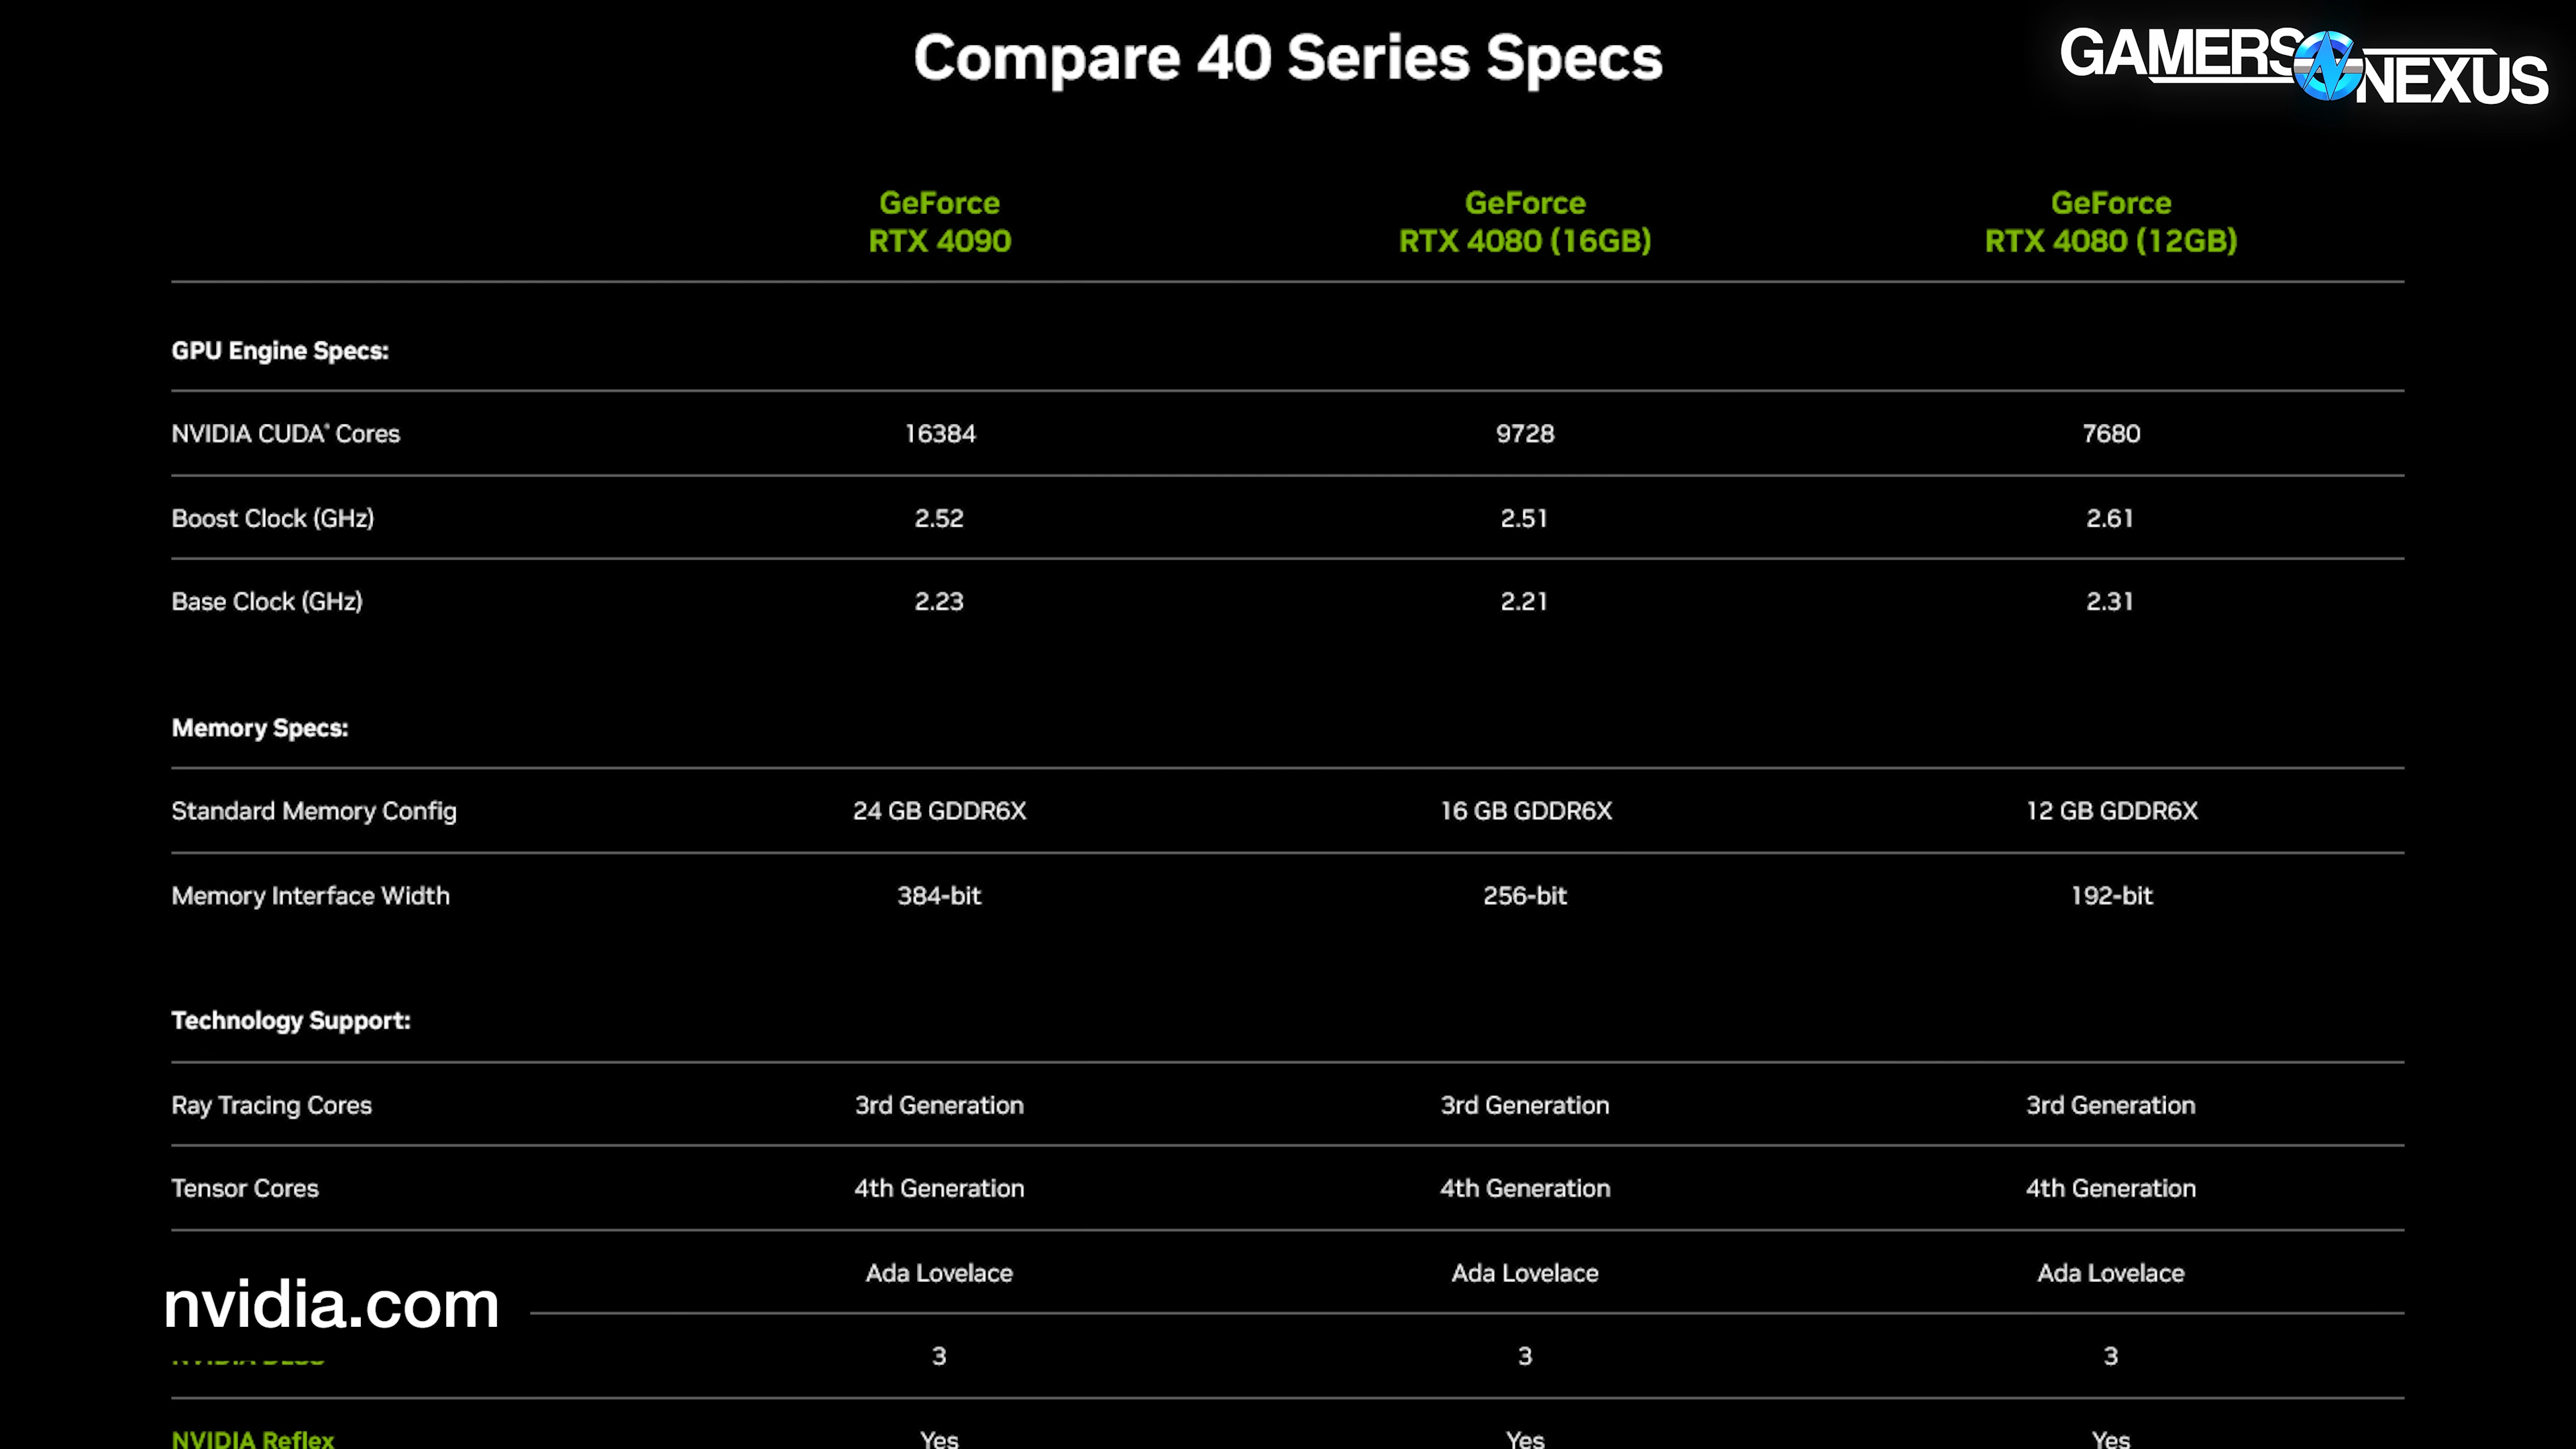 Compare 40 Series Specs
GAMERS NEXUS
GeForce RTX 4090
GeForce RTX 4080 (16GB)
GeForce RTX 4080 (12GB)
GPU Engine Specs:
NVIDIA CUDA® Cores 16384 9728 7680
Boost Clock (GHz) 2.52 2.51 2.61
Base Clock (GHz) 2.23 2.21 2.31
Memory Specs:
Standard Memory Config 24 GB GDDR6X 16 GB GDDR6X 12 GB GDDR6X
Memory Interface Width 384-bit 256-bit 192-bit
Technology Support:
Ray Tracing Cores 3rd Generation 3rd Generation 3rd Generation
Tensor Cores 4th Generation 4th Generation 4th Generation
Ada Lovelace Ada Lovelace Ada Lovelace
nvidia.com
3 3 3
NVIDIA Reflex Yes Yes Yes